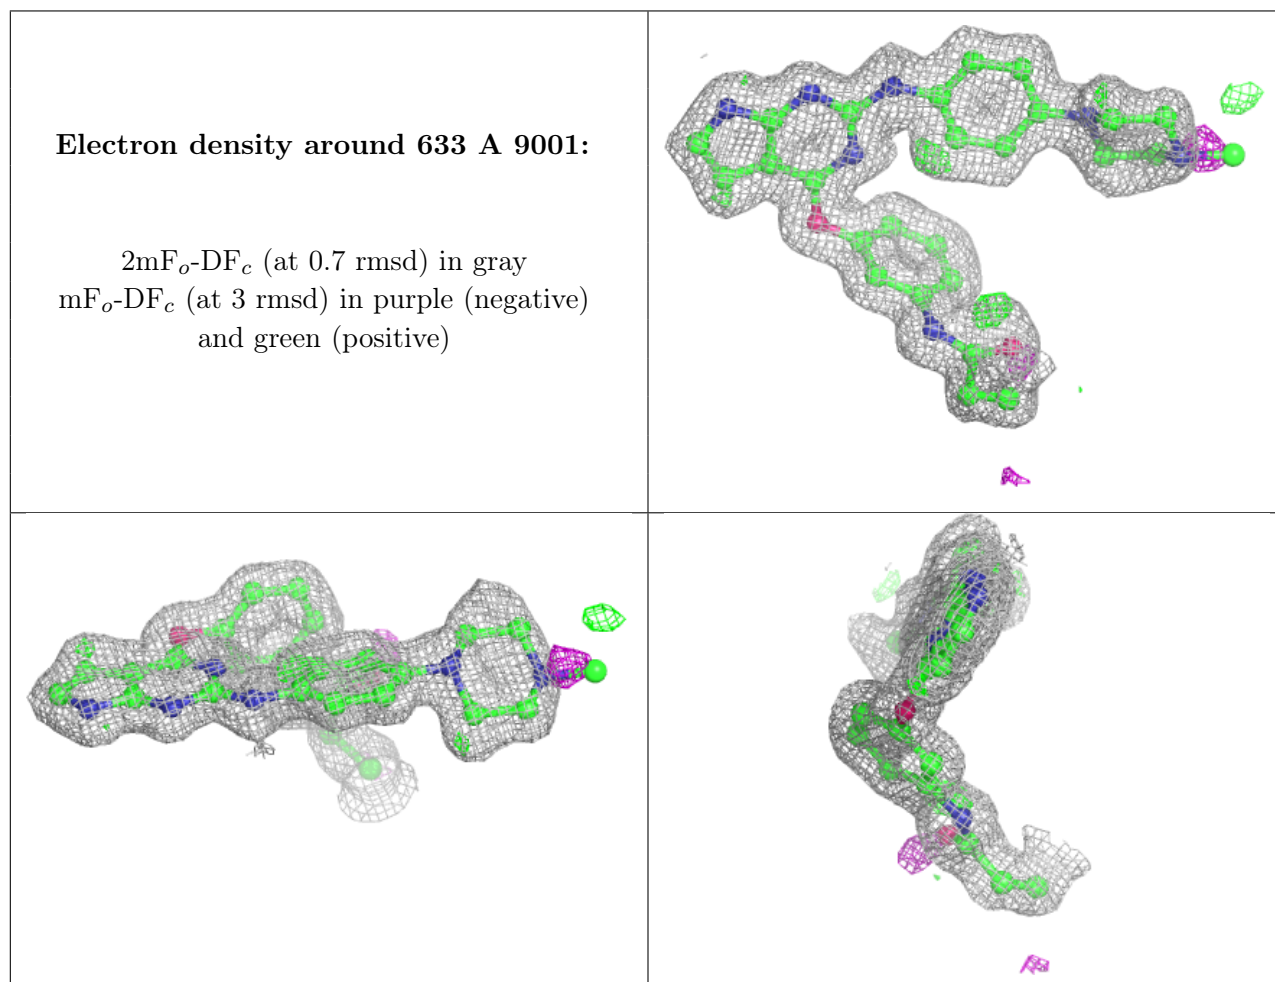 Electron density around 633 A 9001:
2mFₒ-DF𝒸 (at 0.7 rmsd) in gray
mFₒ-DF𝒸 (at 3 rmsd) in purple (negative)
and green (positive)